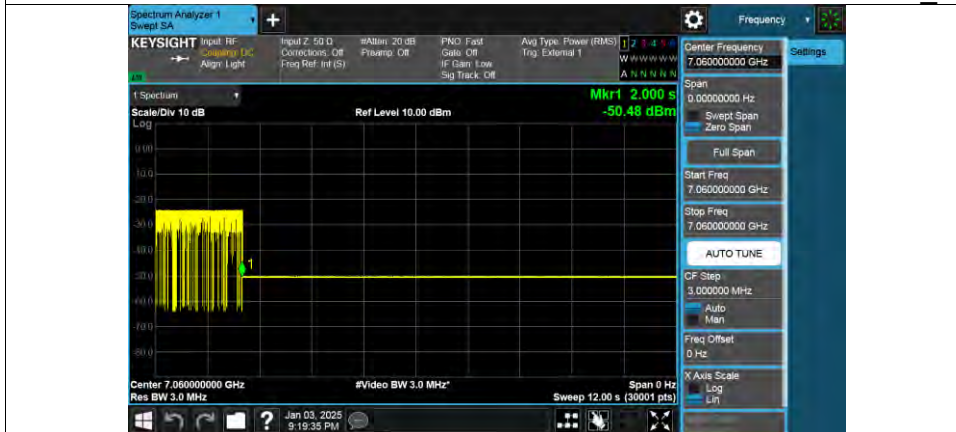 Spectrum Analyzer 1
Swept SA
+
Frequency
KEYSIGHT
Input: RF
Coupling: DC
Align: Light
Input Z: 50 Ω
Corrections: Off
Freq Ref: Int (S)
#Atten: 20 dB
Preamp: Off
PNO: Fast
Gate: Off
IF Gain: Low
Sig Track: Off
Avg Type: Power (RMS)
Trig: External 1
1 2 3 4 5 6
W W W W W W
A N N N N N
1 Spectrum
Scale/Div 10 dB
Ref Level 10.00 dBm
Mkr1 2.000 s
-50.48 dBm
Log
0.00
-10.0
-20.0
-30.0
-40.0
-50.0
-60.0
-70.0
-80.0
1
Center 7.060000000 GHz
Res BW 3.0 MHz
#Video BW 3.0 MHz*
Span 0 Hz
Sweep 12.00 s (30001 pts)
Center Frequency
7.060000000 GHz
Settings
Span
0.00000000 Hz
Swept Span
Zero Span
Full Span
Start Freq
7.060000000 GHz
Stop Freq
7.060000000 GHz
AUTO TUNE
CF Step
3.000000 MHz
Auto
Man
Freq Offset
0 Hz
X Axis Scale
Log
Lin
?
Jan 03, 2025
9:19:35 PM